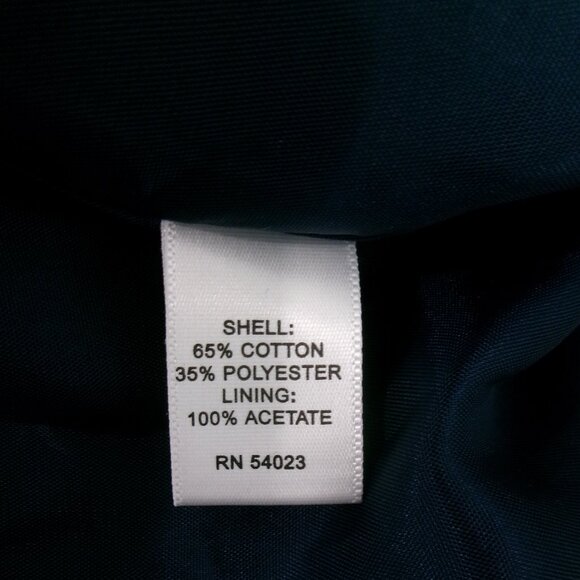 SHELL:
65% COTTON
35% POLYESTER
LINING:
100% ACETATE
RN 54023